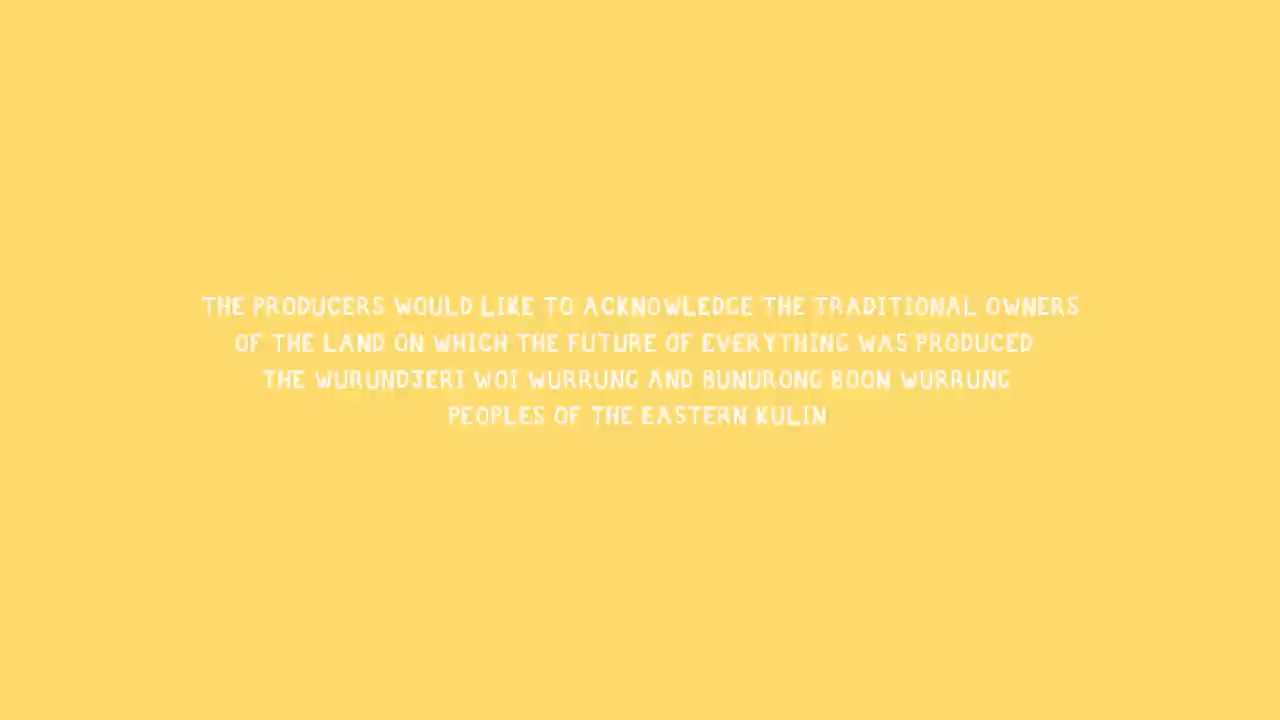 THE PRODUCERS WOULD LIKE TO ACKNOWLEDGE THE TRADITIONAL OWNERS
OF THE LAND ON WHICH THE FUTURE OF EVERYTHING WAS PRODUCED
THE WURUNDJERI WOI WURRUNG AND BUNURONG BOON WURRUNG
PEOPLES OF THE EASTERN KULIN